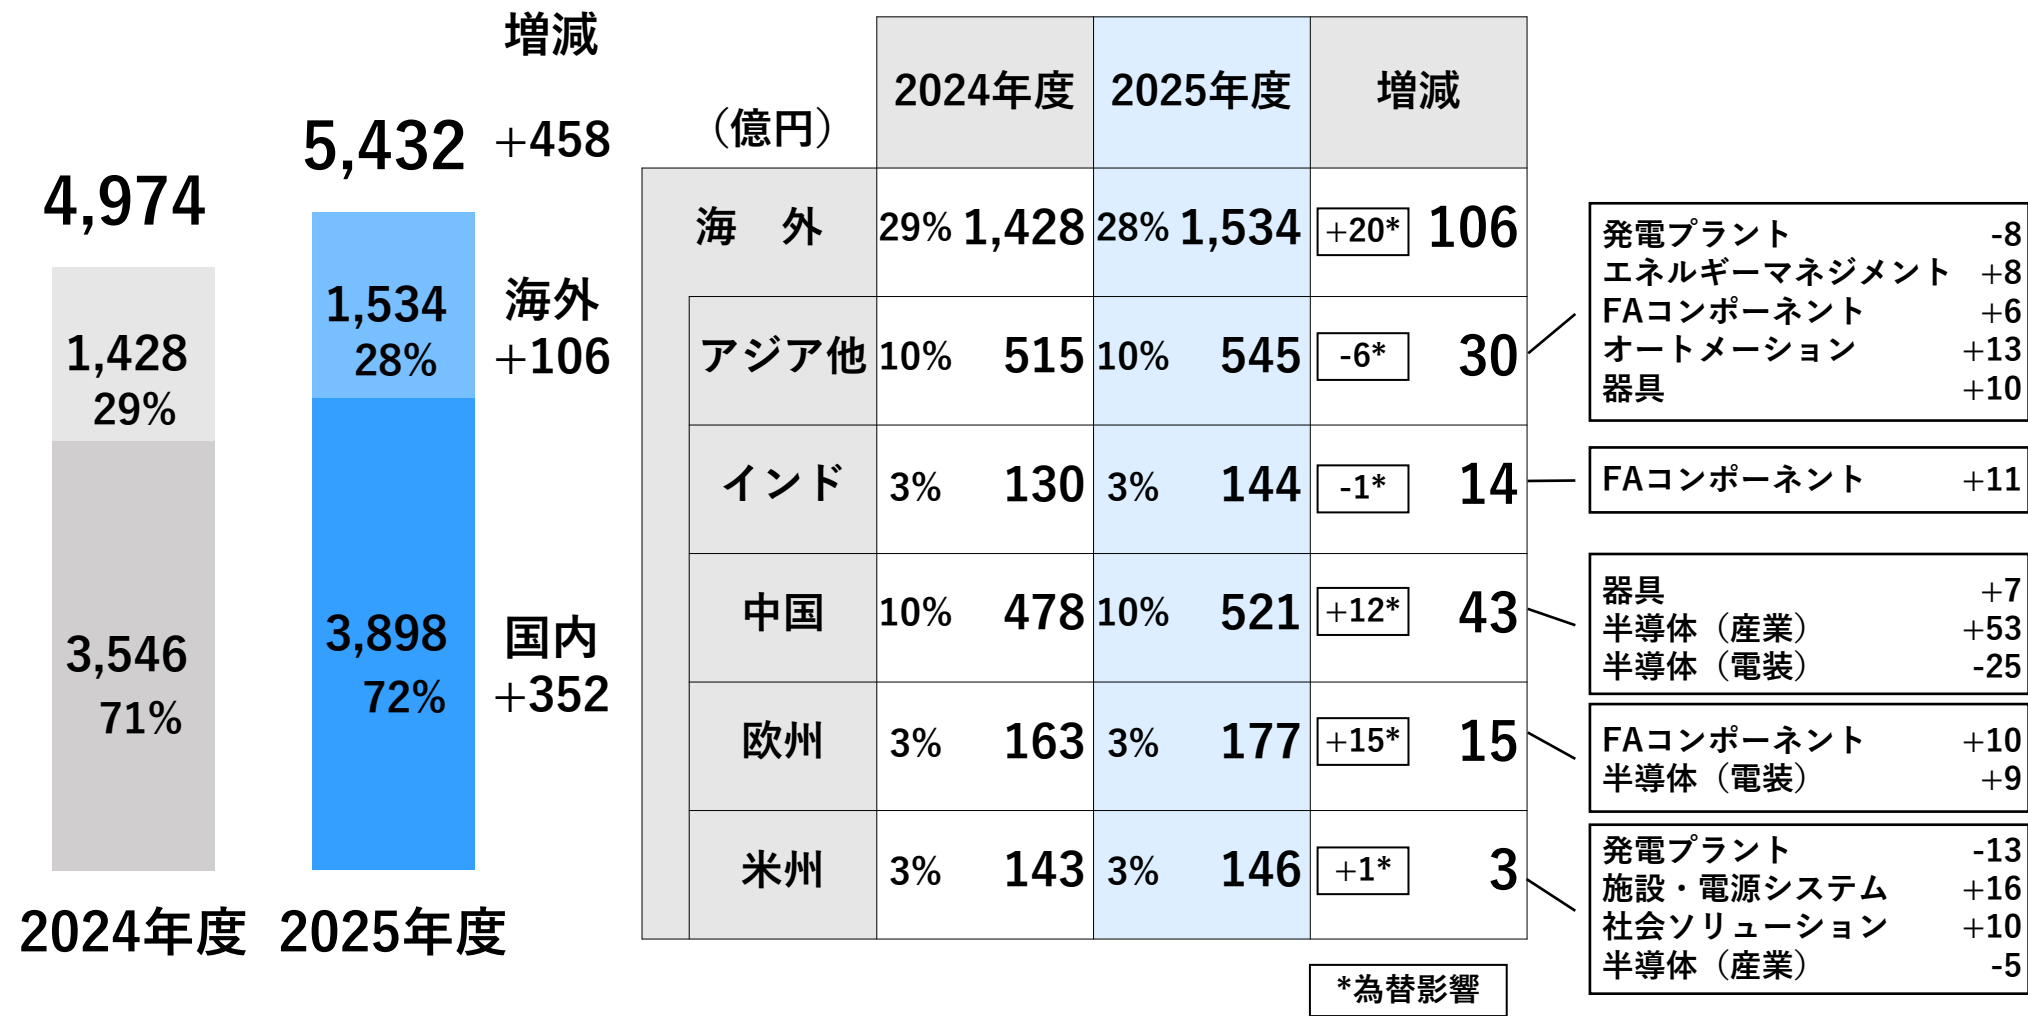 増減
5,432 +458
4,974
1,534
28%
海外
+106
1,428
29%
3,898
72%
国内
+352
3,546
71%
2024年度 2025年度
（億円） 2024年度 2025年度 増減
海　外 29% 1,428 28% 1,534 +20* 106
アジア他 10% 515 10% 545 -6* 30
インド 3% 130 3% 144 -1* 14
中国 10% 478 10% 521 +12* 43
欧州 3% 163 3% 177 +15* 15
米州 3% 143 3% 146 +1* 3
*為替影響
発電プラント -8
エネルギーマネジメント +8
FAコンポーネント +6
オートメーション +13
器具 +10
FAコンポーネント +11
器具 +7
半導体（産業） +53
半導体（電装） -25
FAコンポーネント +10
半導体（電装） +9
発電プラント -13
施設・電源システム +16
社会ソリューション +10
半導体（産業） -5